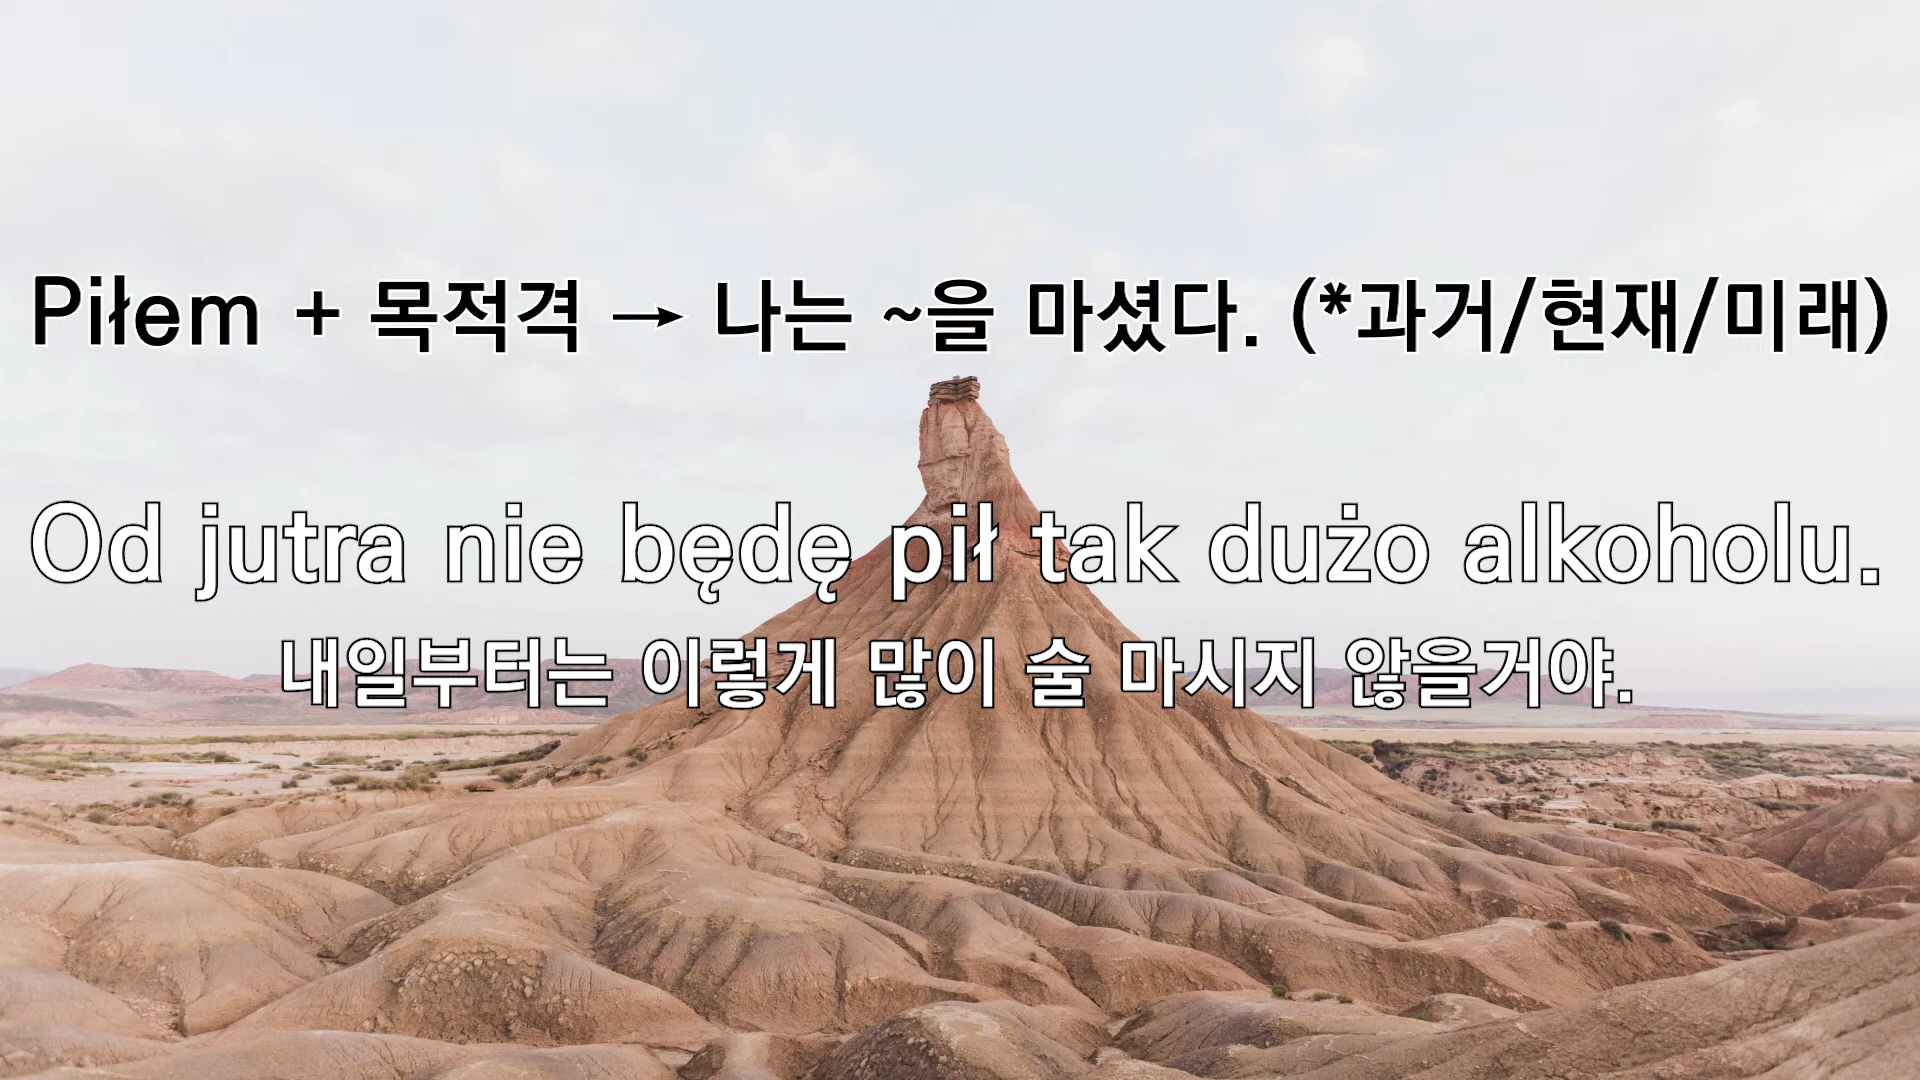 Piłem + 목적격 → 나는 ~을 마셨다. (*과거/현재/미래)
Od jutra nie będę pił tak dużo alkoholu.
내일부터는 이렇게 많이 술 마시지 않을거야.